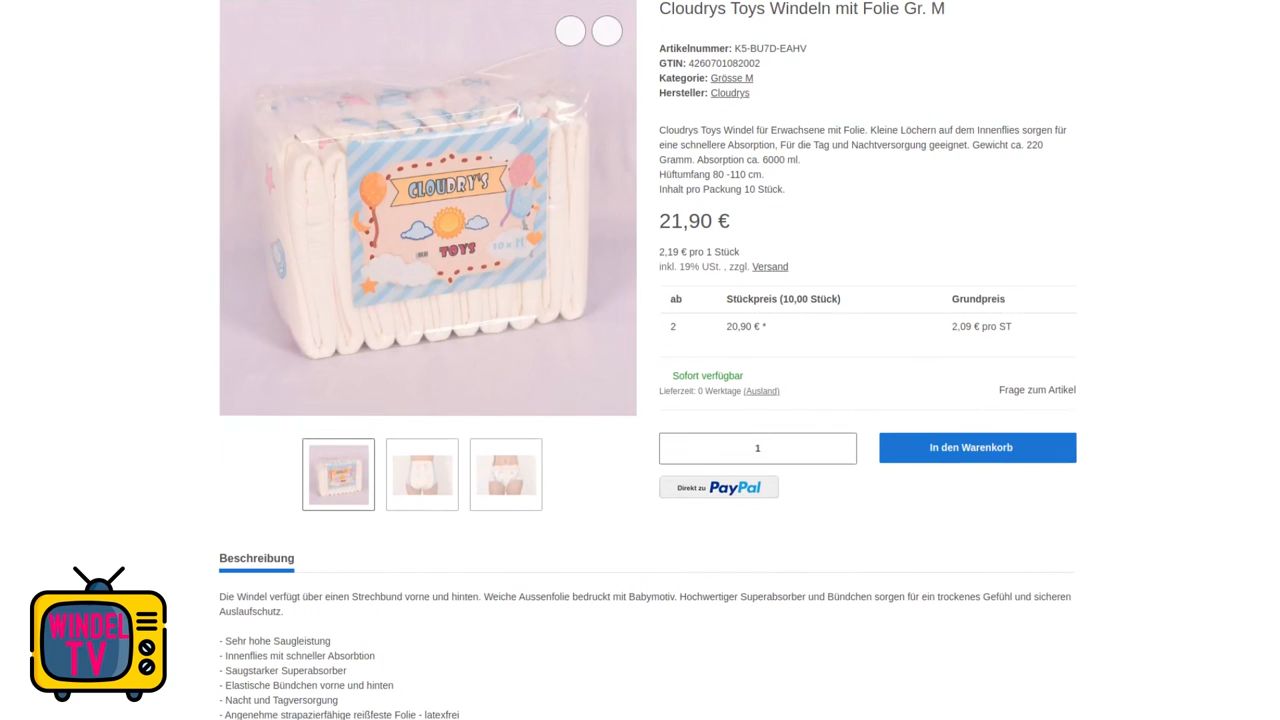 Cloudrys Toys Windeln mit Folie Gr. M
Artikelnummer: K5-BU7D-EAHV
GTIN: 4260701082002
Kategorie: Grösse M
Hersteller: Cloudrys
Cloudrys Toys Windel für Erwachsene mit Folie. Kleine Löchern auf dem Innenflies sorgen für
eine schnellere Absorption, Für die Tag und Nachtversorgung geeignet. Gewicht ca. 220
Gramm. Absorption ca. 6000 ml.
Hüftumfang 80 -110 cm.
Inhalt pro Packung 10 Stück.
21,90 €
2,19 € pro 1 Stück
inkl. 19% USt. , zzgl. Versand
ab Stückpreis (10,00 Stück) Grundpreis
2 20,90 € * 2,09 € pro ST
Sofort verfügbar
Lieferzeit: 0 Werktage (Ausland) Frage zum Artikel
1 In den Warenkorb
Direkt zu PayPal
CLOUDRY'S
TOYS
10 x M
Beschreibung
Die Windel verfügt über einen Strechbund vorne und hinten. Weiche Aussenfolie bedruckt mit Babymotiv. Hochwertiger Superabsorber und Bündchen sorgen für ein trockenes Gefühl und sicheren
Auslaufschutz.
- Sehr hohe Saugleistung
- Innenflies mit schneller Absorbtion
- Saugstarker Superabsorber
- Elastische Bündchen vorne und hinten
- Nacht und Tagversorgung
- Angenehme strapazierfähige reißfeste Folie - latexfrei
WINDEL
TV